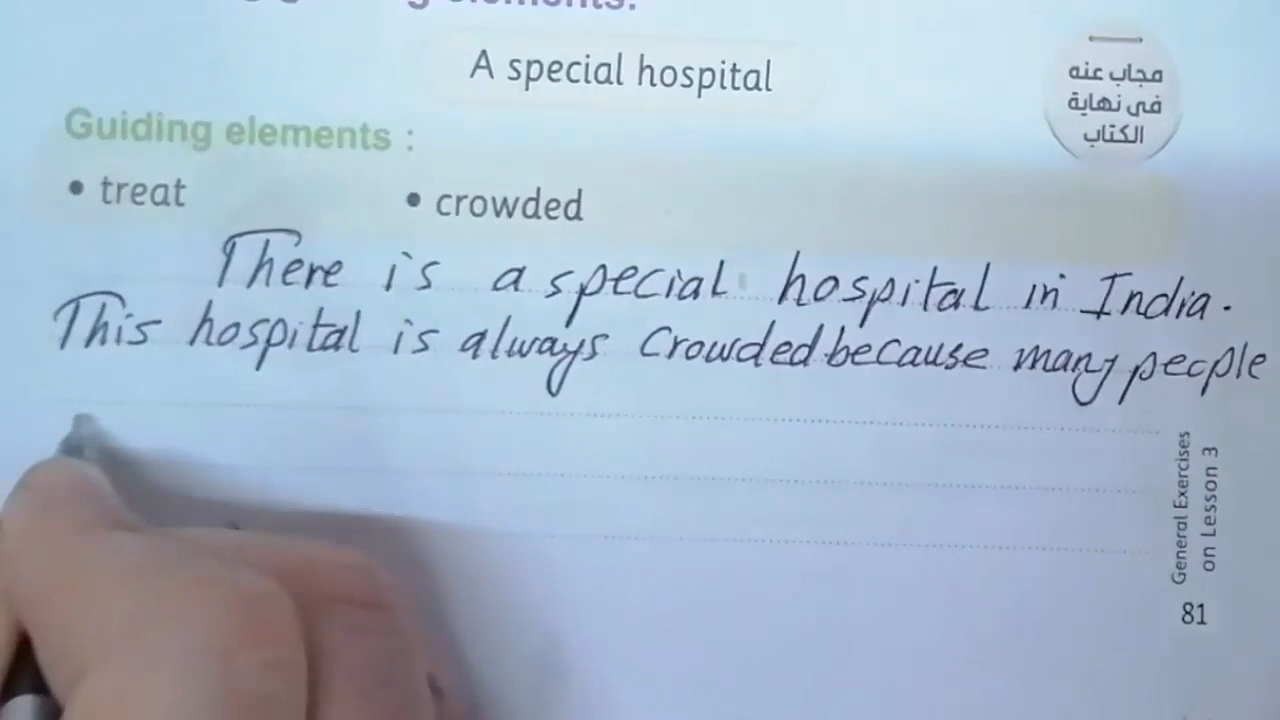 elements:
A special hospital
مجاب عنه
فى نهاية
الكتاب
Guiding elements :
• treat
• crowded
There is a special hospital in India.
This hospital is always Crowded because many people
General Exercises
on Lesson 3
81